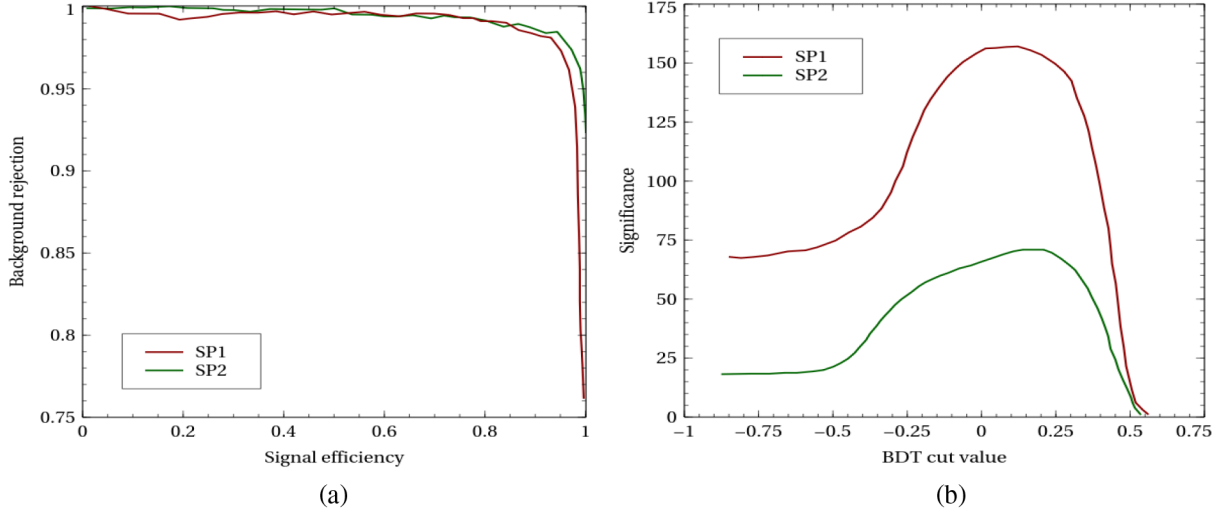 1
0.95
0.9
0.85
0.8
0.75
Background rejection
SP1
SP2
0 0.2 0.4 0.6 0.8 1
Signal efficiency
(a)
175
150
125
100
75
50
25
0
Significance
SP1
SP2
−1 −0.75 −0.5 −0.25 0 0.25 0.5 0.75
BDT cut value
(b)